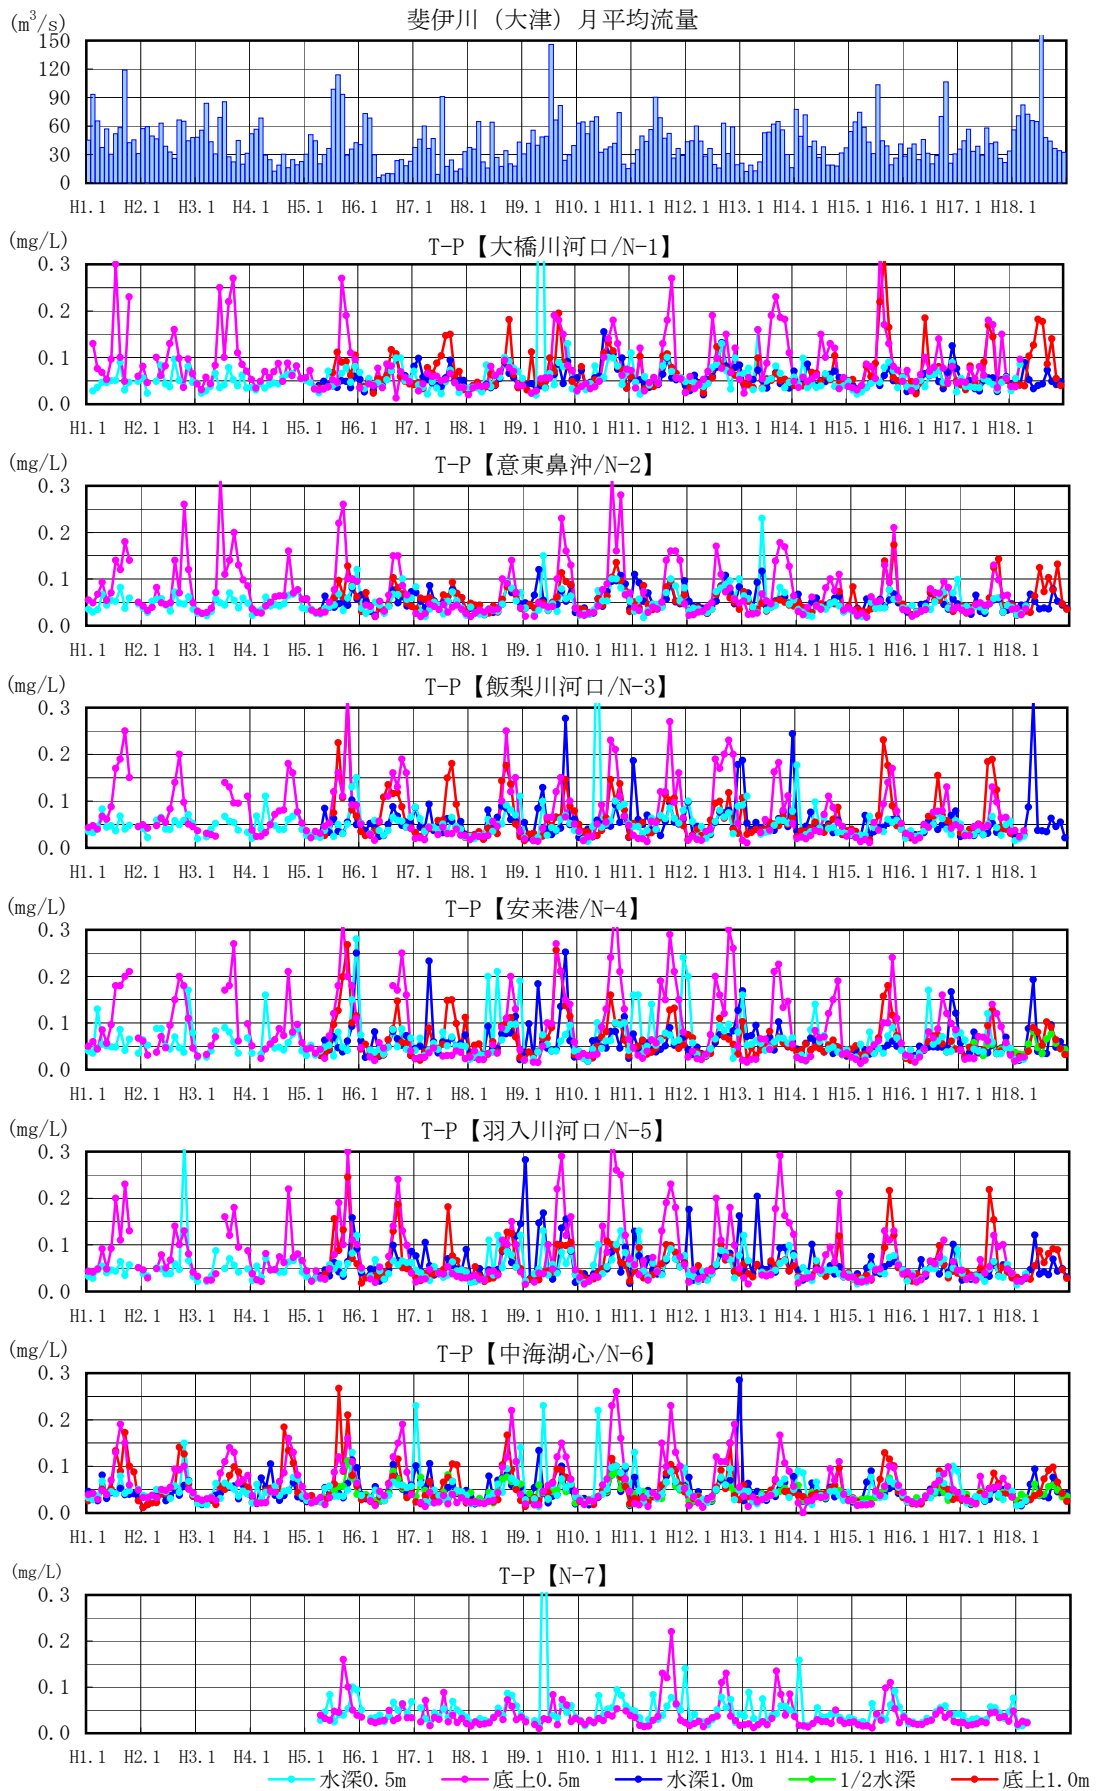 斐伊川（大津）月平均流量
(m³/s)
150
120
90
60
30
0
H1.1 H2.1 H3.1 H4.1 H5.1 H6.1 H7.1 H8.1 H9.1 H10.1 H11.1 H12.1 H13.1 H14.1 H15.1 H16.1 H17.1 H18.1
(mg/L)
T-P【大橋川河口/N-1】
0.3
0.2
0.1
0.0
H1.1 H2.1 H3.1 H4.1 H5.1 H6.1 H7.1 H8.1 H9.1 H10.1 H11.1 H12.1 H13.1 H14.1 H15.1 H16.1 H17.1 H18.1
(mg/L)
T-P【意東鼻沖/N-2】
0.3
0.2
0.1
0.0
H1.1 H2.1 H3.1 H4.1 H5.1 H6.1 H7.1 H8.1 H9.1 H10.1 H11.1 H12.1 H13.1 H14.1 H15.1 H16.1 H17.1 H18.1
(mg/L)
T-P【飯梨川河口/N-3】
0.3
0.2
0.1
0.0
H1.1 H2.1 H3.1 H4.1 H5.1 H6.1 H7.1 H8.1 H9.1 H10.1 H11.1 H12.1 H13.1 H14.1 H15.1 H16.1 H17.1 H18.1
(mg/L)
T-P【安来港/N-4】
0.3
0.2
0.1
0.0
H1.1 H2.1 H3.1 H4.1 H5.1 H6.1 H7.1 H8.1 H9.1 H10.1 H11.1 H12.1 H13.1 H14.1 H15.1 H16.1 H17.1 H18.1
(mg/L)
T-P【羽入川河口/N-5】
0.3
0.2
0.1
0.0
H1.1 H2.1 H3.1 H4.1 H5.1 H6.1 H7.1 H8.1 H9.1 H10.1 H11.1 H12.1 H13.1 H14.1 H15.1 H16.1 H17.1 H18.1
(mg/L)
T-P【中海湖心/N-6】
0.3
0.2
0.1
0.0
H1.1 H2.1 H3.1 H4.1 H5.1 H6.1 H7.1 H8.1 H9.1 H10.1 H11.1 H12.1 H13.1 H14.1 H15.1 H16.1 H17.1 H18.1
(mg/L)
T-P【N-7】
0.3
0.2
0.1
0.0
H1.1 H2.1 H3.1 H4.1 H5.1 H6.1 H7.1 H8.1 H9.1 H10.1 H11.1 H12.1 H13.1 H14.1 H15.1 H16.1 H17.1 H18.1
水深0.5m 底上0.5m 水深1.0m 1/2水深 底上1.0m